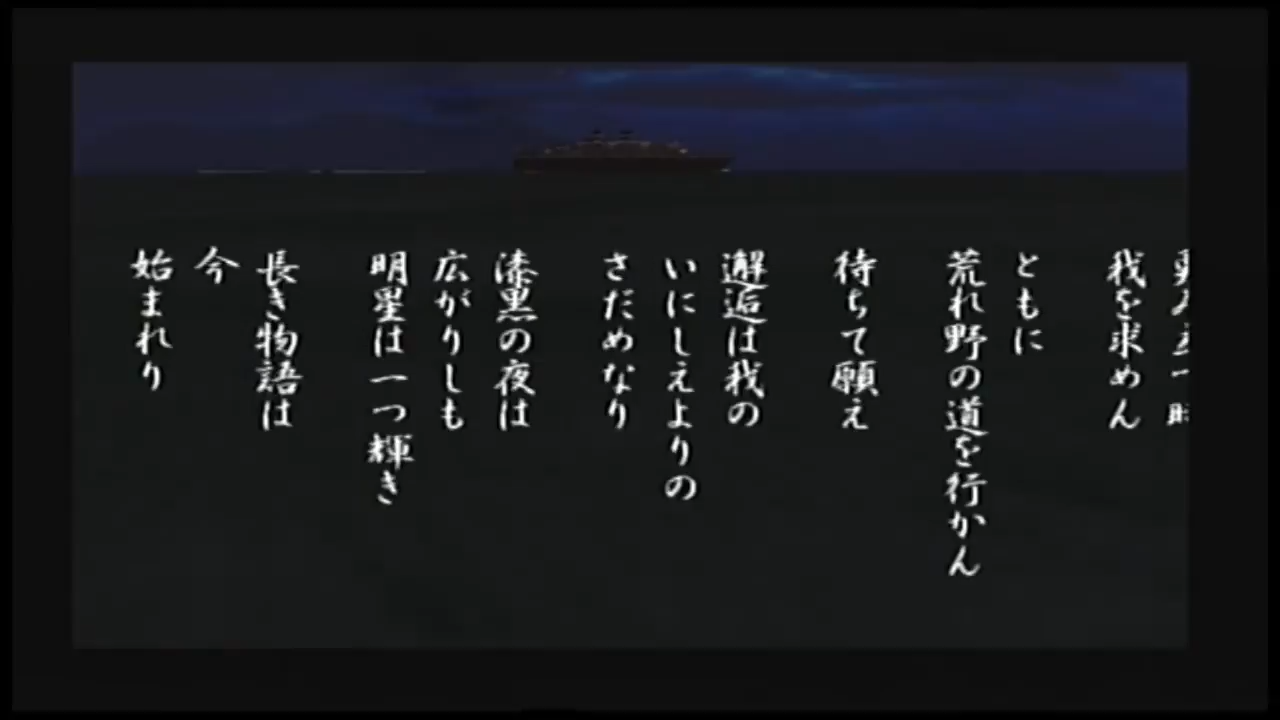 我を求めん
ともに
荒れ野の道を行かん
待ちて願え
邂逅は我の
いにしえよりの
さだめなり
漆黒の夜は
広がりしも
明星は一つ輝き
長き物語は
今
始まれり